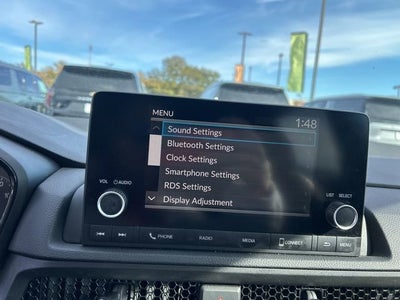 MENU
1:48
Sound Settings
Bluetooth Settings
Clock Settings
Smartphone Settings
RDS Settings
Display Adjustment
VOL AUDIO
LIST SELECT
PHONE RADIO MEDIA CONNECT MENU